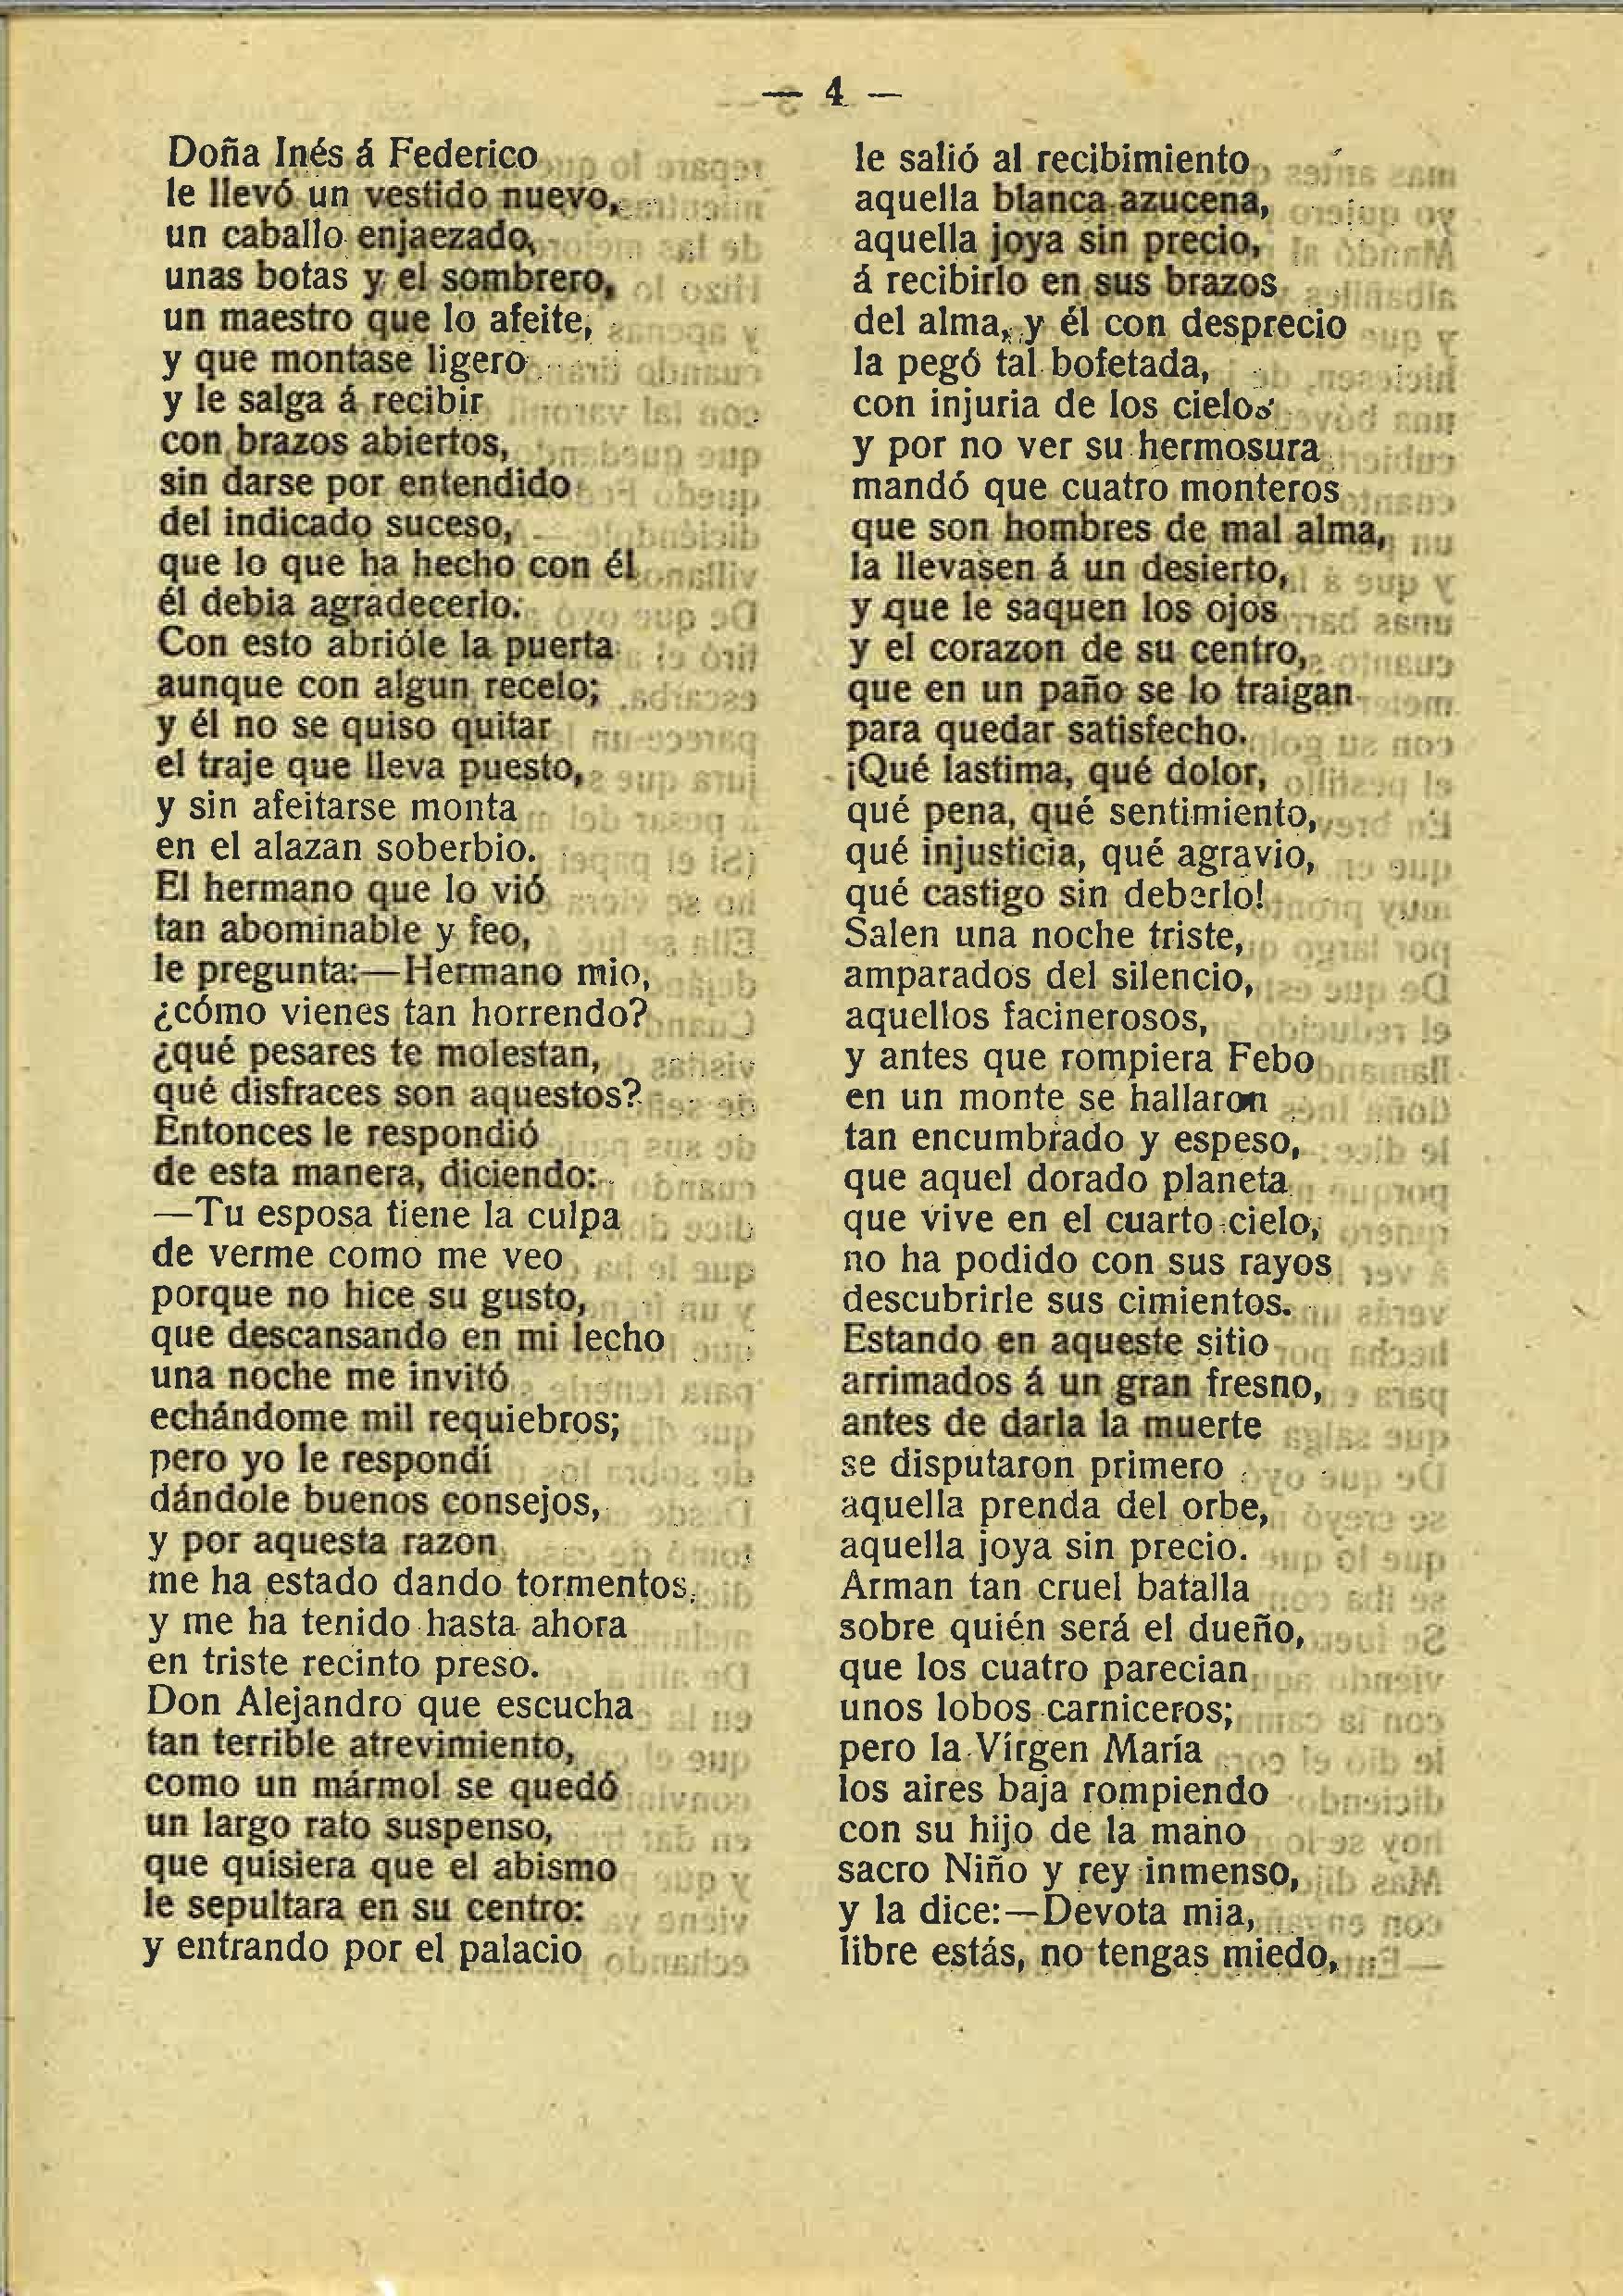 — 4 —
Doña Inés á Federico
le llevó un vestido nuevo,
un caballo enjaezado,
unas botas y el sombrero,
un maestro que lo afeite,
y que montase ligero
y le salga á recibir
con brazos abiertos,
sin darse por entendido
del indicado suceso,
que lo que ha hecho con él
él debia agradecerlo.
Con esto abrióle la puerta
aunque con algun recelo;
y él no se quiso quitar
el traje que lleva puesto,
y sin afeitarse monta
en el alazan soberbio.
El hermano que lo vió
tan abominable y feo,
le pregunta:—Hermano mio,
¿cómo vienes tan horrendo?
¿qué pesares te molestan,
qué disfraces son aquestos?
Entonces le respondió
de esta manera, diciendo:
—Tu esposa tiene la culpa
de verme como me veo
porque no hice su gusto,
que descansando en mi lecho
una noche me invitó
echándome mil requiebros;
pero yo le respondí
dándole buenos consejos,
y por aquesta razon
me ha estado dando tormentos,
y me ha tenido hasta ahora
en triste recinto preso.
Don Alejandro que escucha
tan terrible atrevimiento,
como un mármol se quedó
un largo rato suspenso,
que quisiera que el abismo
le sepultara en su centro:
y entrando por el palacio
le salió al recibimiento
aquella blanca azucena,
aquella joya sin precio,
á recibirlo en sus brazos
del alma, y él con desprecio
la pegó tal bofetada,
con injuria de los cielos
y por no ver su hermosura
mandó que cuatro monteros
que son hombres de mal alma,
la llevasen á un desierto,
y que le saquen los ojos
y el corazon de su centro,
que en un paño se lo traigan
para quedar satisfecho.
¡Qué lastima, qué dolor,
qué pena, qué sentimiento,
qué injusticia, qué agravio,
qué castigo sin deberlo!
Salen una noche triste,
amparados del silencio,
aquellos facinerosos,
y antes que rompiera Febo
en un monte se hallaron
tan encumbrado y espeso,
que aquel dorado planeta
que vive en el cuarto cielo,
no ha podido con sus rayos
descubrirle sus cimientos.
Estando en aqueste sitio
arrimados á un gran fresno,
antes de darla la muerte
se disputaron primero
aquella prenda del orbe,
aquella joya sin precio.
Arman tan cruel batalla
sobre quién será el dueño,
que los cuatro parecian
unos lobos carniceros;
pero la Vírgen María
los aires baja rompiendo
con su hijo de la mano
sacro Niño y rey inmenso,
y la dice:—Devota mia,
libre estás, no tengas miedo,